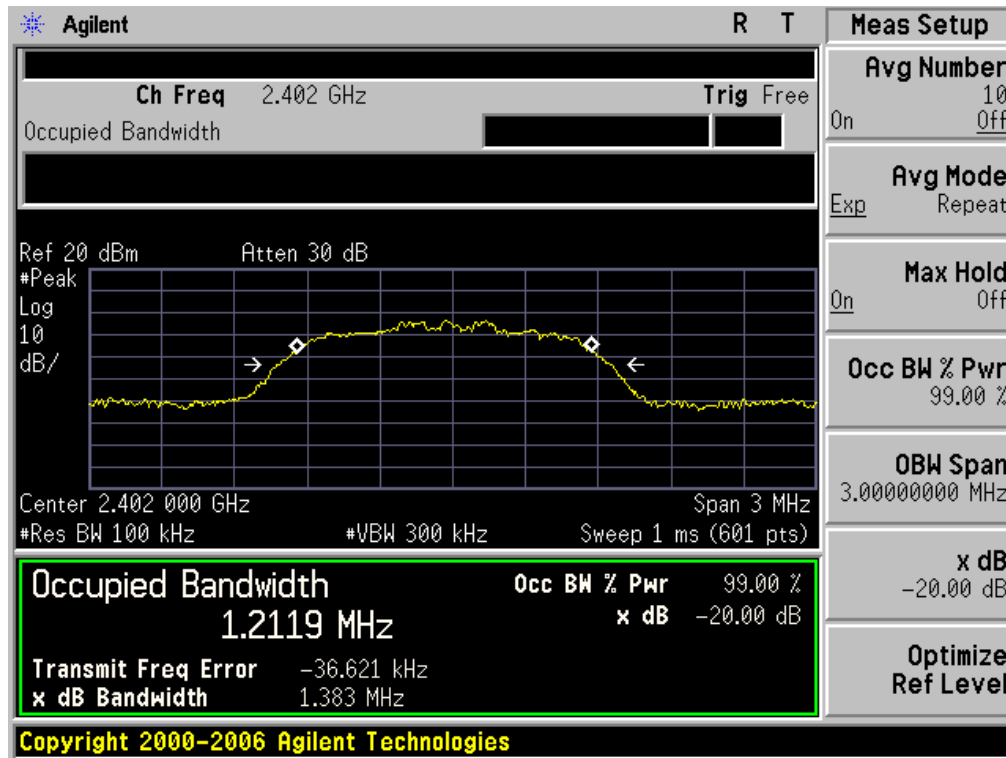 Agilent R T
Ch Freq 2.402 GHz Trig Free
Occupied Bandwidth
Ref 20 dBm Atten 30 dB
#Peak
Log
10
dB/
Center 2.402 000 GHz Span 3 MHz
#Res BW 100 kHz #VBW 300 kHz Sweep 1 ms (601 pts)
Occupied Bandwidth Occ BW % Pwr 99.00 %
1.2119 MHz x dB -20.00 dB
Transmit Freq Error -36.621 kHz
x dB Bandwidth 1.383 MHz
Copyright 2000-2006 Agilent Technologies
Meas Setup
Avg Number
10
On Off
Avg Mode
Exp Repeat
Max Hold
On Off
Occ BW % Pwr
99.00 %
OBW Span
3.00000000 MHz
x dB
-20.00 dB
Optimize
Ref Level